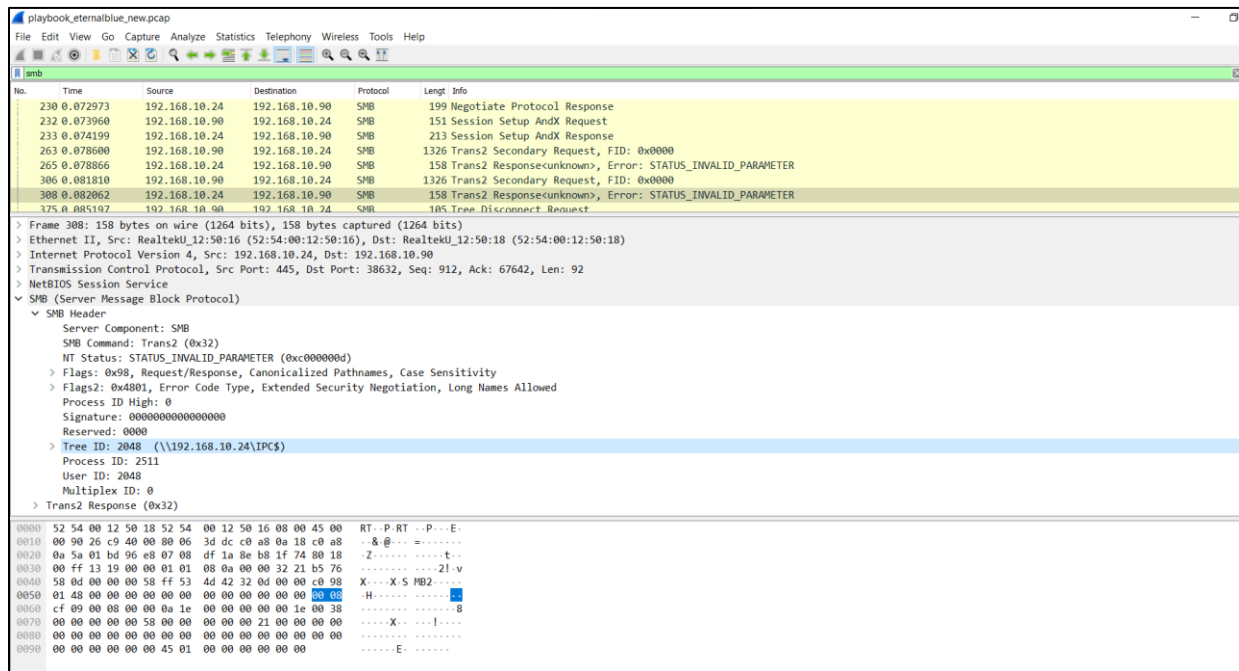 playbook_eternalblue_new.pcap
File Edit View Go Capture Analyze Statistics Telephony Wireless Tools Help
smb
No. Time Source Destination Protocol Lengt Info
230 0.072973 192.168.10.24 192.168.10.90 SMB 199 Negotiate Protocol Response
232 0.073960 192.168.10.90 192.168.10.24 SMB 151 Session Setup AndX Request
233 0.074199 192.168.10.24 192.168.10.90 SMB 213 Session Setup AndX Response
263 0.078600 192.168.10.90 192.168.10.24 SMB 1326 Trans2 Secondary Request, FID: 0x0000
265 0.078866 192.168.10.24 192.168.10.90 SMB 158 Trans2 Response<unknown>, Error: STATUS_INVALID_PARAMETER
306 0.081810 192.168.10.90 192.168.10.24 SMB 1326 Trans2 Secondary Request, FID: 0x0000
308 0.082062 192.168.10.24 192.168.10.90 SMB 158 Trans2 Response<unknown>, Error: STATUS_INVALID_PARAMETER
375 0.085197 192.168.10.90 192.168.10.24 SMB 105 Tree Disconnect Request
> Frame 308: 158 bytes on wire (1264 bits), 158 bytes captured (1264 bits)
> Ethernet II, Src: RealtekU_12:50:16 (52:54:00:12:50:16), Dst: RealtekU_12:50:18 (52:54:00:12:50:18)
> Internet Protocol Version 4, Src: 192.168.10.24, Dst: 192.168.10.90
> Transmission Control Protocol, Src Port: 445, Dst Port: 38632, Seq: 912, Ack: 67642, Len: 92
> NetBIOS Session Service
SMB (Server Message Block Protocol)
SMB Header
Server Component: SMB
SMB Command: Trans2 (0x32)
NT Status: STATUS_INVALID_PARAMETER (0xc000000d)
> Flags: 0x98, Request/Response, Canonicalized Pathnames, Case Sensitivity
> Flags2: 0x4801, Error Code Type, Extended Security Negotiation, Long Names Allowed
Process ID High: 0
Signature: 0000000000000000
Reserved: 0000
> Tree ID: 2048 (\\192.168.10.24\IPC$)
Process ID: 2511
User ID: 2048
Multiplex ID: 0
> Trans2 Response (0x32)
0000 52 54 00 12 50 18 52 54 00 12 50 16 08 00 45 00 RT··P·RT ··P···E·
0010 00 90 26 c9 40 00 80 06 3d dc c0 a8 0a 18 c0 a8 ··&·@··· =·······
0020 0a 5a 01 bd 96 e8 07 08 df 1a 8e b8 1f 74 80 18 ·Z······ ·····t··
0030 00 ff 13 19 00 00 01 01 08 0a 00 00 32 21 b5 76 ········ ····2!·v
0040 58 0d 00 00 00 58 ff 53 4d 42 32 0d 00 00 c0 98 X····X·S MB2·····
0050 01 48 00 00 00 00 00 00 00 00 00 00 00 00 00 08 ·H······ ········
0060 cf 09 00 08 00 00 0a 1e 00 00 00 00 00 1e 00 38 ········ ·······8
0070 00 00 00 00 00 58 00 00 00 00 00 21 00 00 00 00 ·····X·· ···!····
0080 00 00 00 00 00 00 00 00 00 00 00 00 00 00 00 00 ········ ········
0090 00 00 00 00 00 00 45 01 00 00 00 00 00 00 ······E· ······